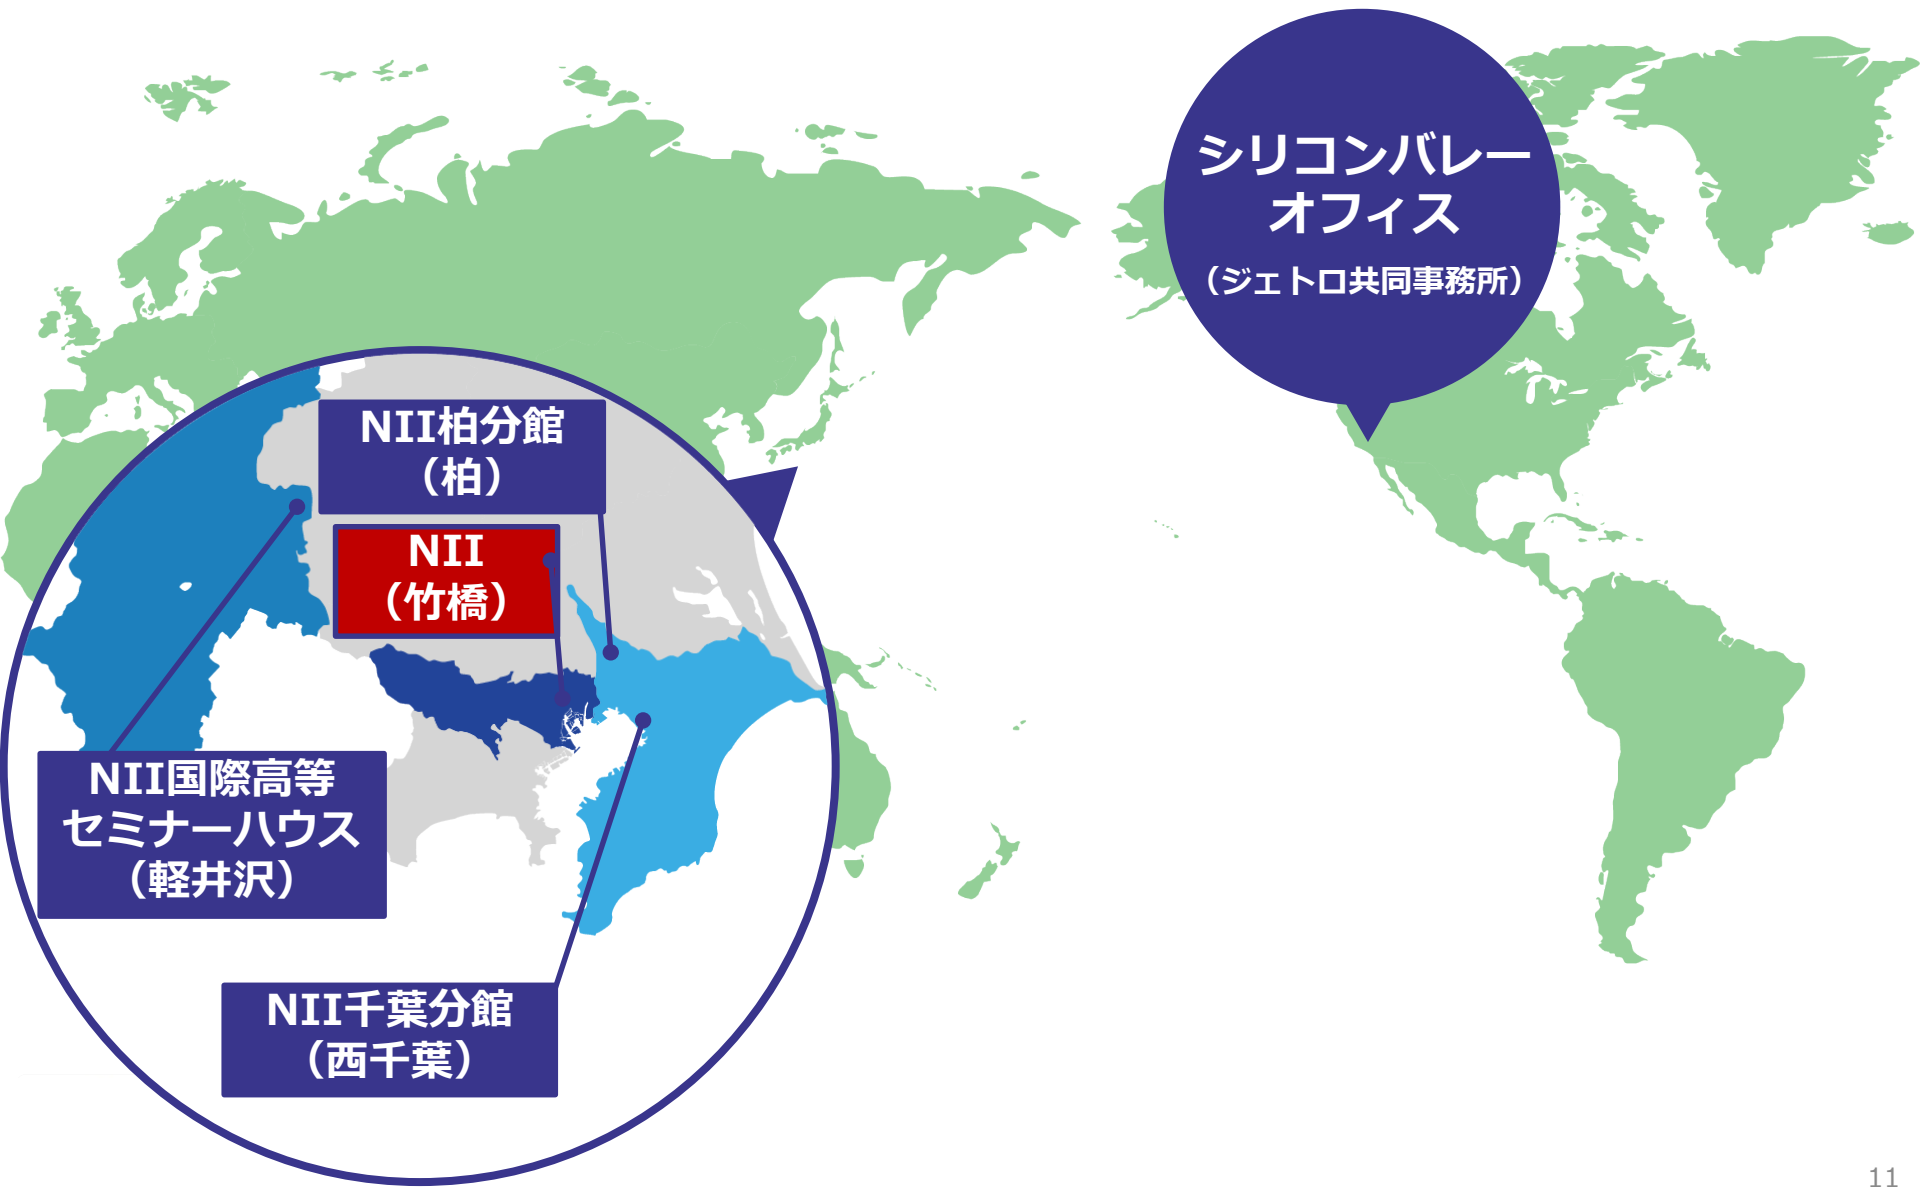 シリコンバレー
オフィス
（ジェトロ共同事務所）
NII柏分館
（柏）
NII
（竹橋）
NII国際高等
セミナーハウス
（軽井沢）
NII千葉分館
（西千葉）
11